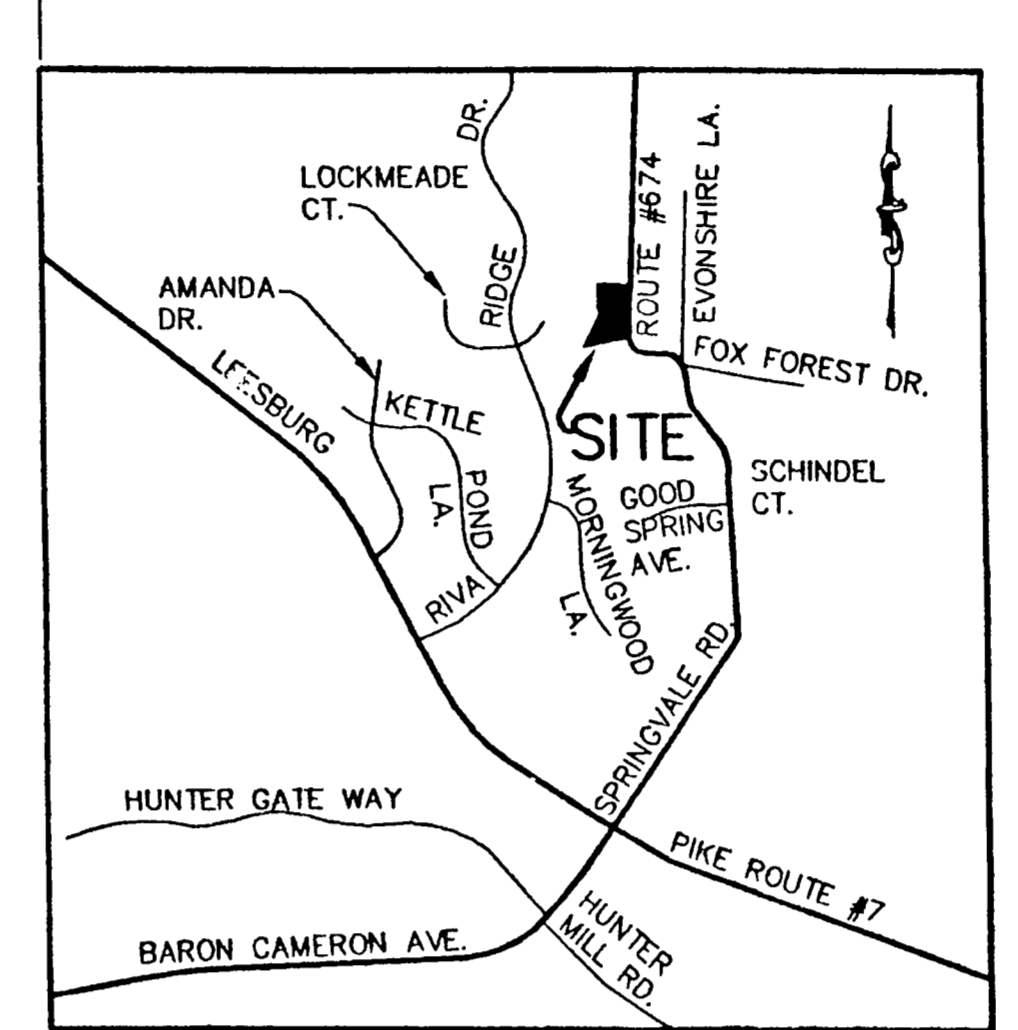 DR.
LOCKMEADE
CT.
ROUTE #674
EVONSHIRE LA.
RIDGE
AMANDA
DR.
LEESBURG
KETTLE
POND
LA.
FOX FOREST DR.
SITE
SCHINDEL
CT.
GOOD
SPRING
AVE.
MORNINGWOOD
LA.
RIVA
SPRINGVALE RD.
HUNTER GATE WAY
PIKE ROUTE #7
BARON CAMERON AVE.
HUNTER
MILL RD.